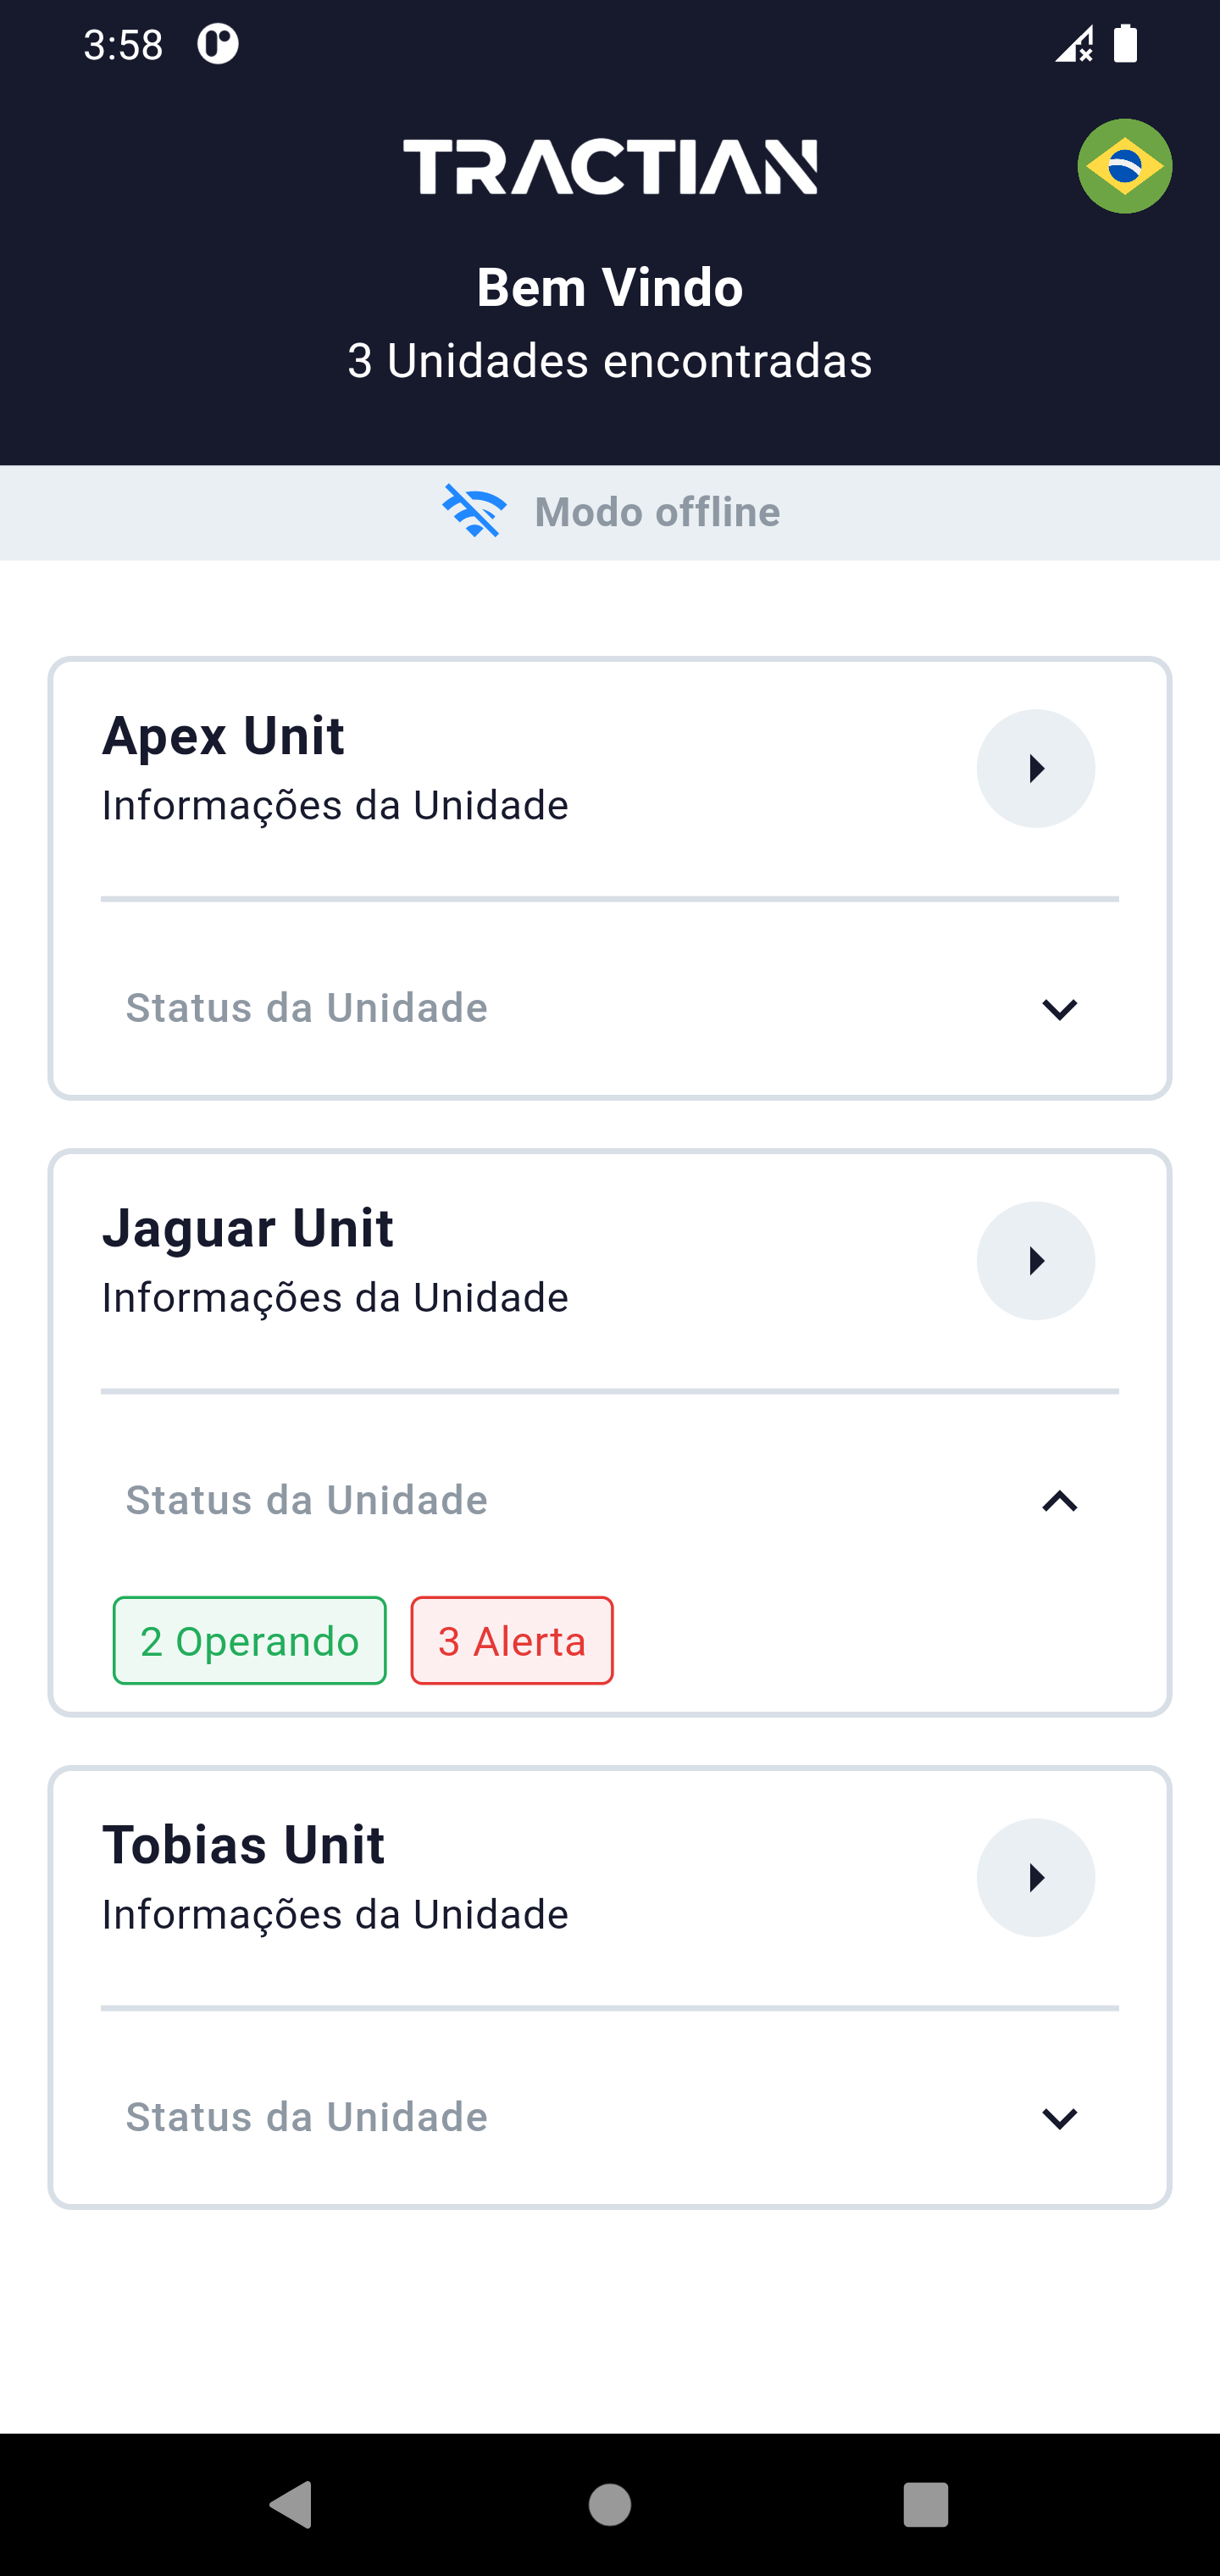 3:58
TRACTIAN
Bem Vindo
3 Unidades encontradas
Modo offline
Apex Unit
Informações da Unidade
Status da Unidade
Jaguar Unit
Informações da Unidade
Status da Unidade
2 Operando 3 Alerta
Tobias Unit
Informações da Unidade
Status da Unidade